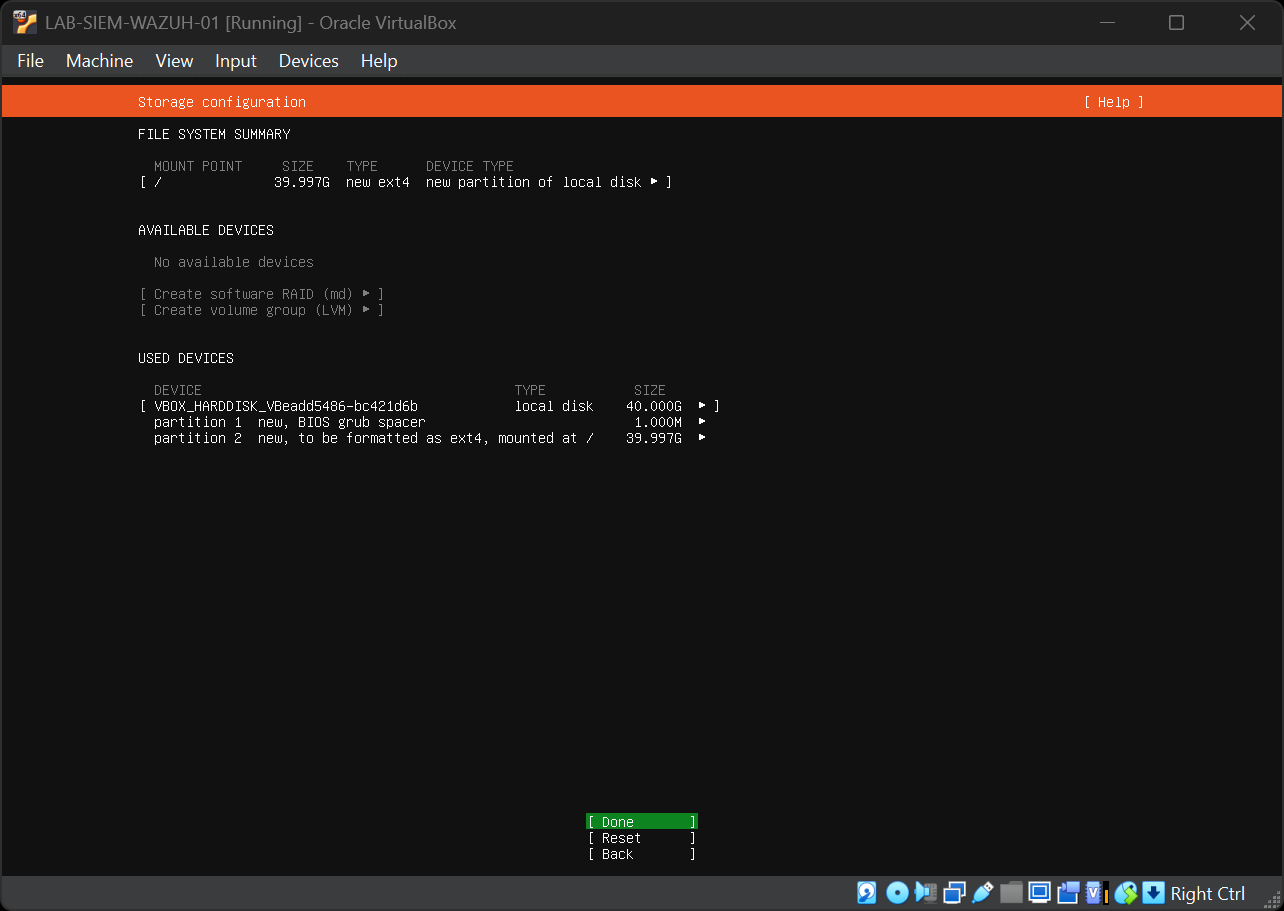 LAB-SIEM-WAZUH-01 [Running] - Oracle VirtualBox
File Machine View Input Devices Help
Storage configuration [ Help ]
FILE SYSTEM SUMMARY
MOUNT POINT SIZE TYPE DEVICE TYPE
[ / 39.997G new ext4 new partition of local disk ▸ ]
AVAILABLE DEVICES
No available devices
[ Create software RAID (md) ▸ ]
[ Create volume group (LVM) ▸ ]
USED DEVICES
DEVICE TYPE SIZE
[ VBOX_HARDDISK_VBeadd5486-bc421d6b local disk 40.000G ▸ ]
partition 1 new, BIOS grub spacer 1.000M ▸
partition 2 new, to be formatted as ext4, mounted at / 39.997G ▸
[ Done ]
[ Reset ]
[ Back ]
Right Ctrl